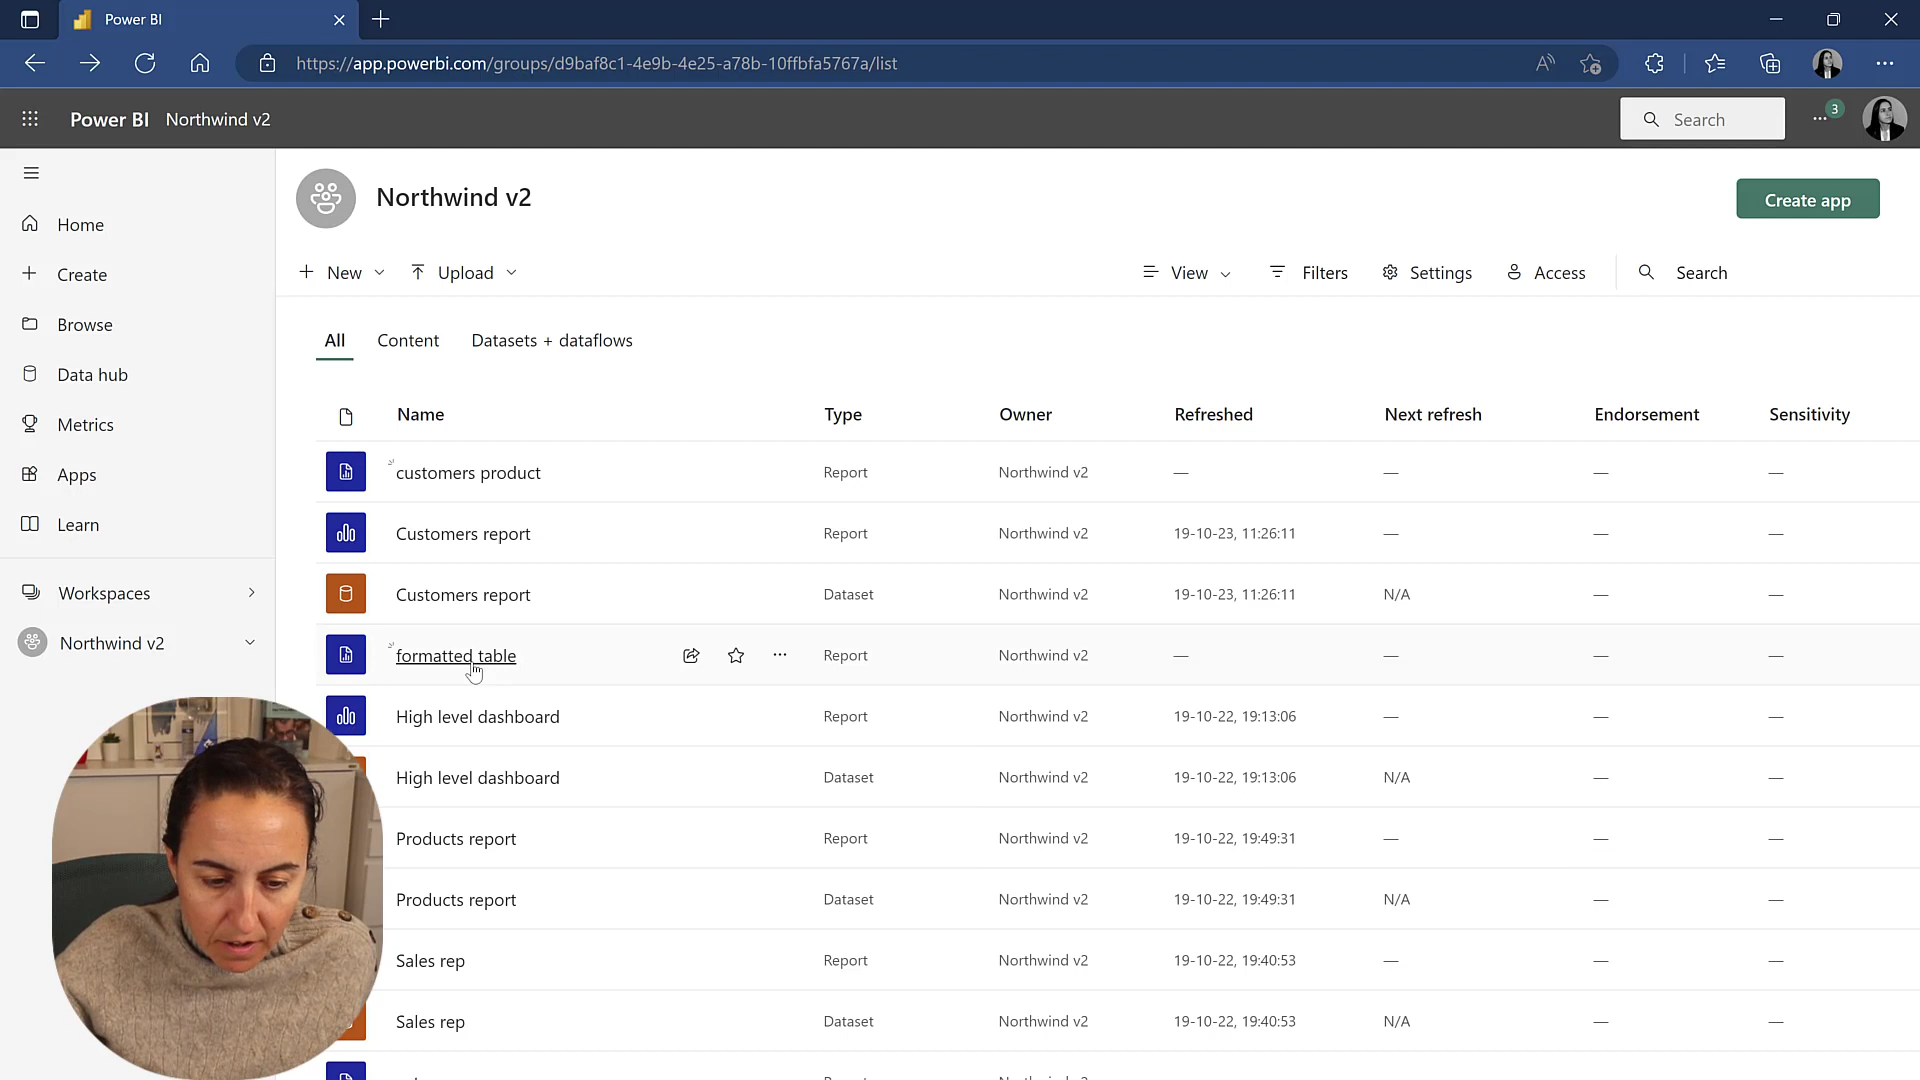 Power BI
https://app.powerbi.com/groups/d9baf8c1-4e9b-4e25-a78b-10ffbfa5767a/list
Power BI Northwind v2
Search
3
Home
Create
Browse
Data hub
Metrics
Apps
Learn
Workspaces
Northwind v2
Northwind v2
Create app
New Upload View Filters Settings Access Search
All Content Datasets + dataflows
Name Type Owner Refreshed Next refresh Endorsement Sensitivity
customers product Report Northwind v2 — — — —
Customers report Report Northwind v2 19-10-23, 11:26:11 — — —
Customers report Dataset Northwind v2 19-10-23, 11:26:11 N/A — —
formatted table Report Northwind v2 — — — —
High level dashboard Report Northwind v2 19-10-22, 19:13:06 — — —
High level dashboard Dataset Northwind v2 19-10-22, 19:13:06 N/A — —
Products report Report Northwind v2 19-10-22, 19:49:31 — — —
Products report Dataset Northwind v2 19-10-22, 19:49:31 N/A — —
Sales rep Report Northwind v2 19-10-22, 19:40:53 — — —
Sales rep Dataset Northwind v2 19-10-22, 19:40:53 N/A — —